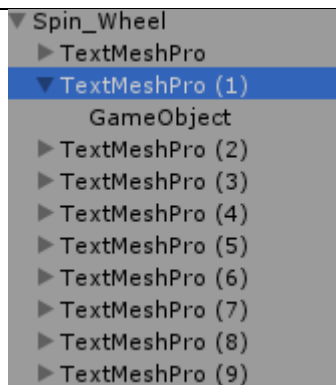 Spin_Wheel
TextMeshPro
TextMeshPro (1)
GameObject
TextMeshPro (2)
TextMeshPro (3)
TextMeshPro (4)
TextMeshPro (5)
TextMeshPro (6)
TextMeshPro (7)
TextMeshPro (8)
TextMeshPro (9)